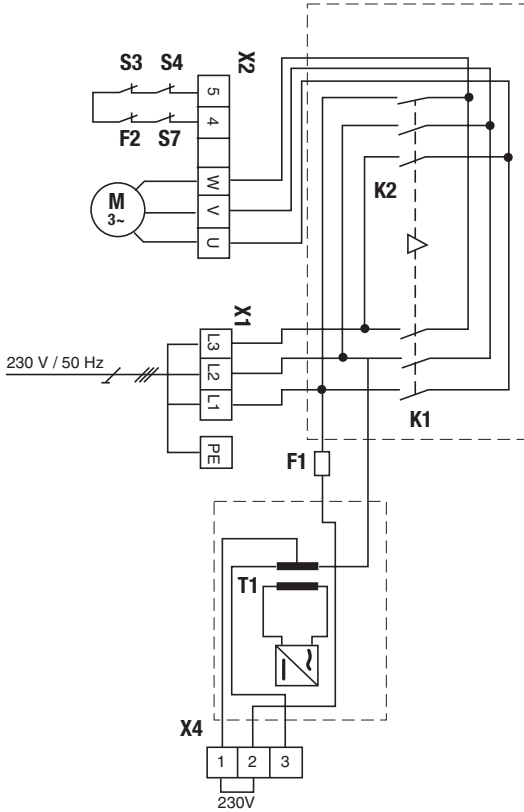 S3 S4
X2
5
4
F2 S7
W
V
U
M
3~
K2
X1
L3
L2
L1
PE
230 V / 50 Hz
K1
F1
T1
X4
1 2 3
230V